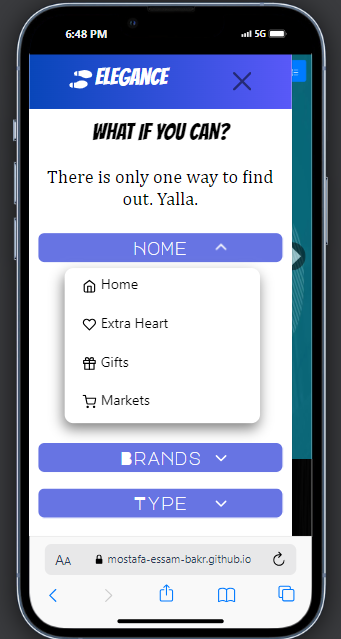 6:48 PM
5G
ELEGANCE
WHAT IF YOU CAN?
There is only one way to find
out. Yalla.
HOME
Home
Extra Heart
Gifts
Markets
BRANDS
TYPE
AA mostafa-essam-bakr.github.io